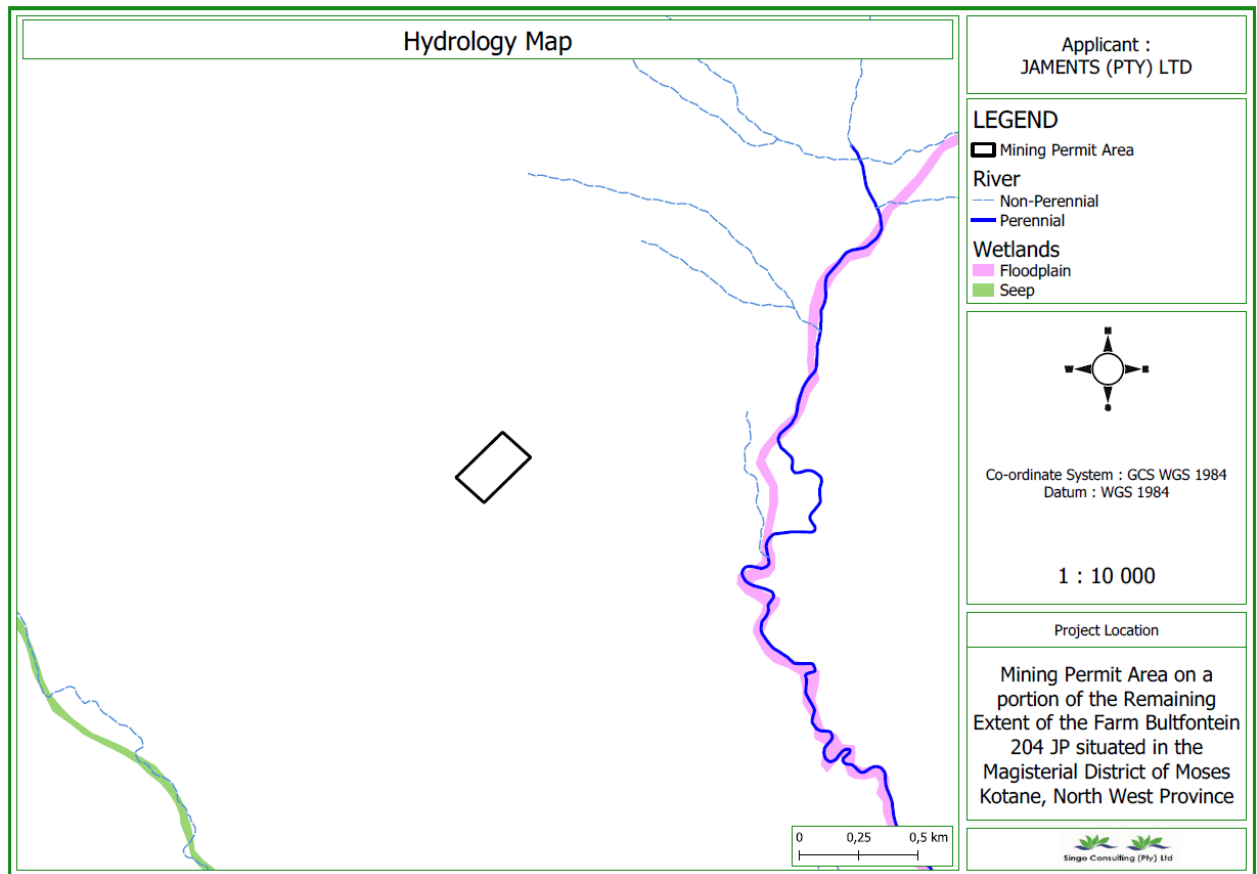 Hydrology Map
Applicant :
JAMENTS (PTY) LTD
LEGEND
Mining Permit Area
River
Non-Perennial
Perennial
Wetlands
Floodplain
Seep
Co-ordinate System : GCS WGS 1984
Datum : WGS 1984
1 : 10 000
Project Location
Mining Permit Area on a
portion of the Remaining
Extent of the Farm Bultfontein
204 JP situated in the
Magisterial District of Moses
Kotane, North West Province
0 0,25 0,5 km
Singo Consulting (Pty) Ltd